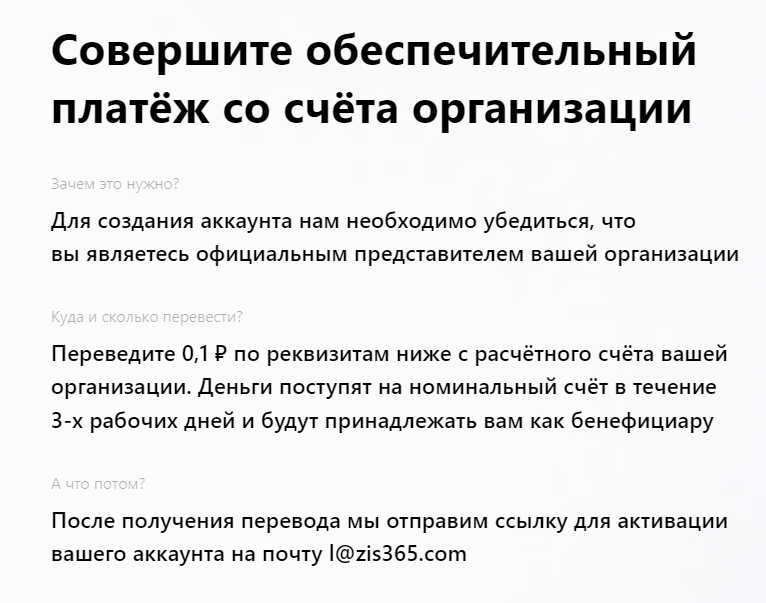 Совершите обеспечительный
платёж со счёта организации
Зачем это нужно?
Для создания аккаунта нам необходимо убедиться, что
вы являетесь официальным представителем вашей организации
Куда и сколько перевести?
Переведите 0,1 ₽ по реквизитам ниже с расчётного счёта вашей
организации. Деньги поступят на номинальный счёт в течение
3-х рабочих дней и будут принадлежать вам как бенефициару
А что потом?
После получения перевода мы отправим ссылку для активации
вашего аккаунта на почту l@zis365.com